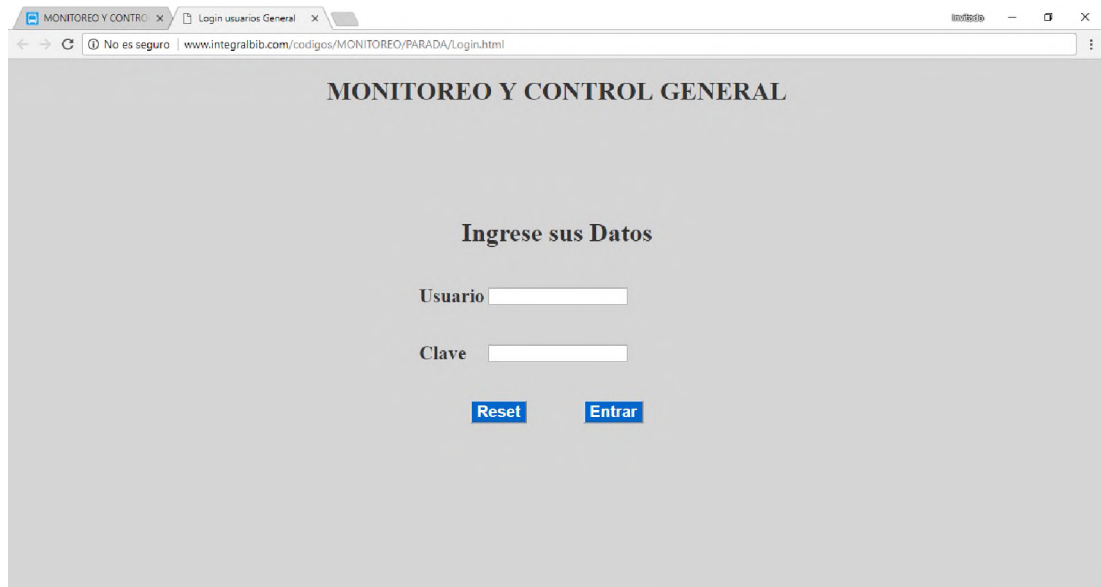 MONITOREO Y CONTRO
Login usuarios General
Invitado
No es seguro | www.integralbib.com/codigos/MONITOREO/PARADA/Login.html
MONITOREO Y CONTROL GENERAL
Ingrese sus Datos
Usuario
Clave
Reset Entrar